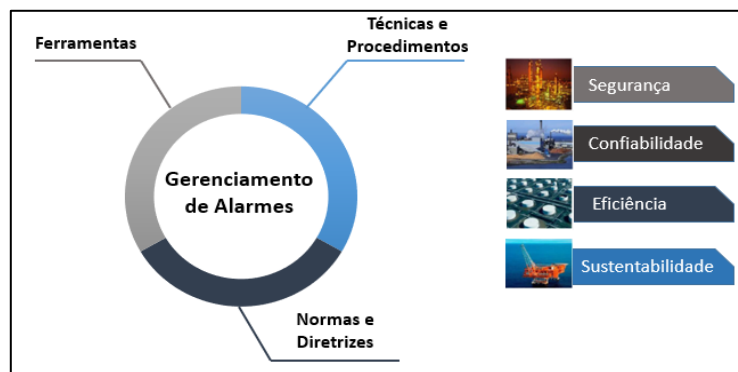 Técnicas e
Procedimentos
Ferramentas
Gerenciamento
de Alarmes
Normas e
Diretrizes
Segurança
Confiabilidade
Eficiência
Sustentabilidade